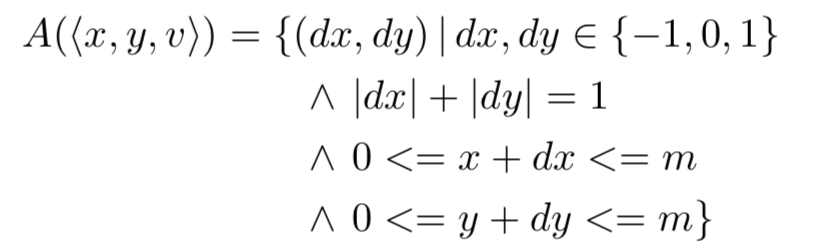 A(⟨x, y, v⟩) = {(dx, dy) | dx, dy ∈ {−1, 0, 1}
∧ |dx| + |dy| = 1
∧ 0 <= x + dx <= m
∧ 0 <= y + dy <= m}